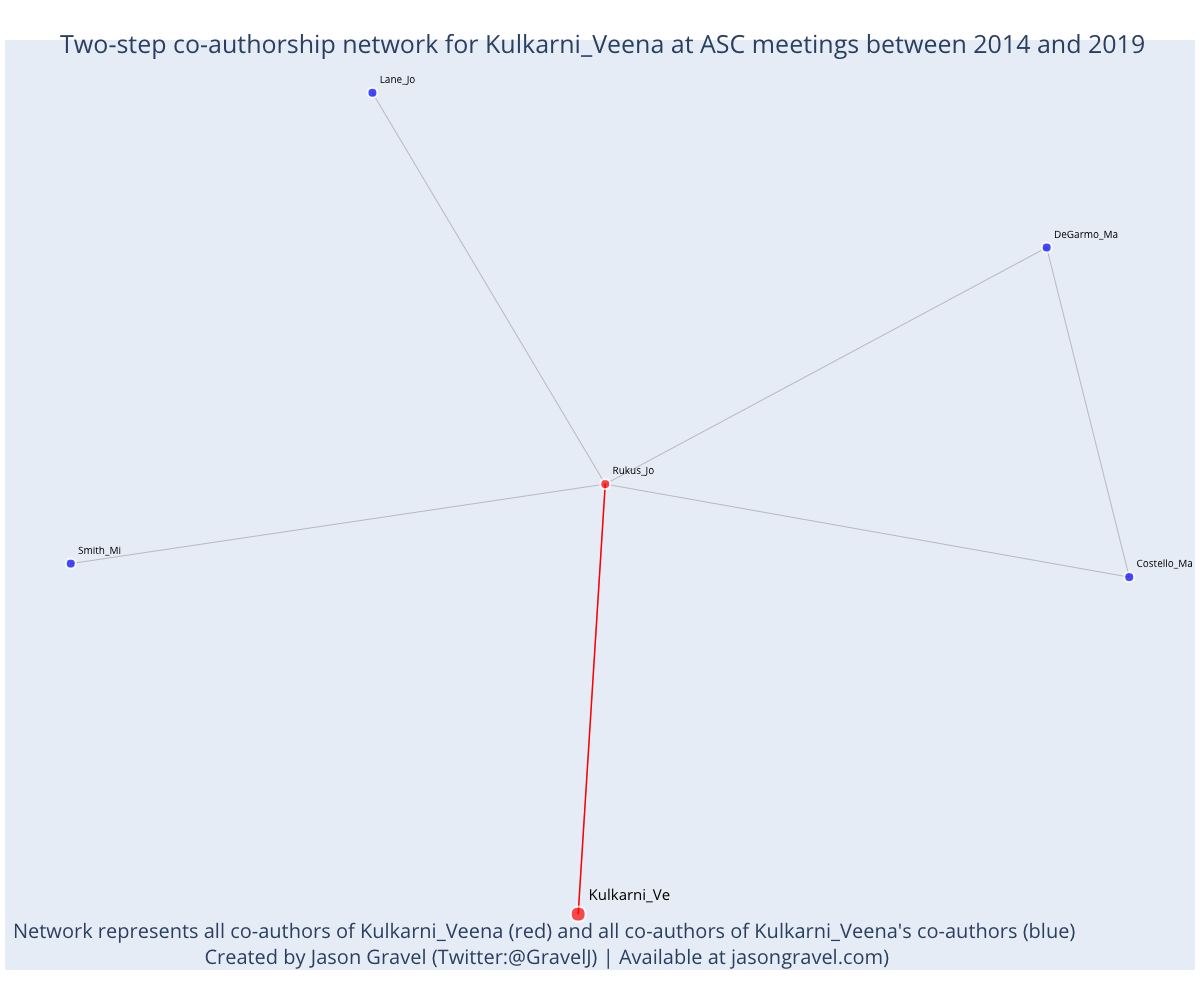 Two-step co-authorship network for Kulkarni_Veena at ASC meetings between 2014 and 2019
Lane_Jo
DeGarmo_Ma
Rukus_Jo
Smith_Mi
Costello_Ma
Kulkarni_Ve
Network represents all co-authors of Kulkarni_Veena (red) and all co-authors of Kulkarni_Veena's co-authors (blue)
Created by Jason Gravel (Twitter:@GravelJ) | Available at jasongravel.com)